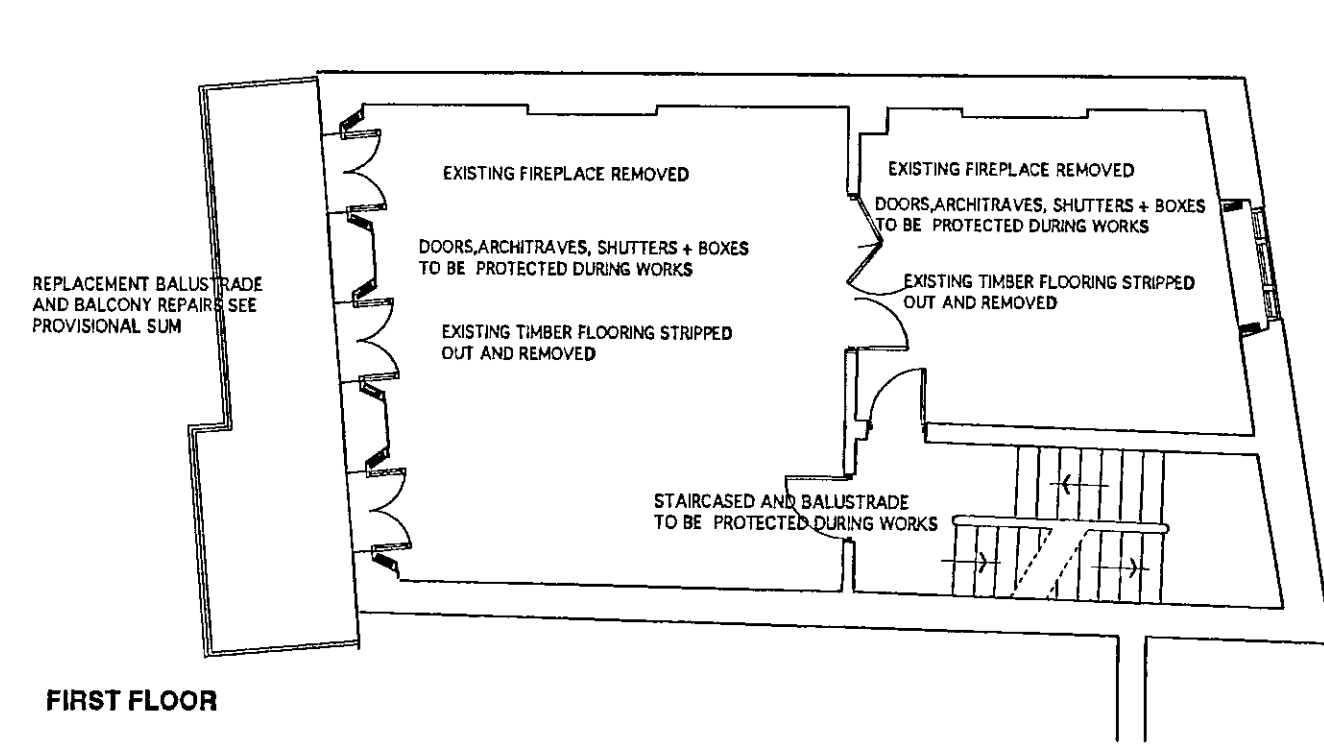 EXISTING FIREPLACE REMOVED
DOORS,ARCHITRAVES, SHUTTERS + BOXES
TO BE PROTECTED DURING WORKS
EXISTING TIMBER FLOORING STRIPPED
OUT AND REMOVED
EXISTING FIREPLACE REMOVED
DOORS,ARCHITRAVES, SHUTTERS + BOXES
TO BE PROTECTED DURING WORKS
EXISTING TIMBER FLOORING STRIPPED
OUT AND REMOVED
REPLACEMENT BALUSTRADE
AND BALCONY REPAIRS SEE
PROVISIONAL SUM
STAIRCASED AND BALUSTRADE
TO BE PROTECTED DURING WORKS
FIRST FLOOR